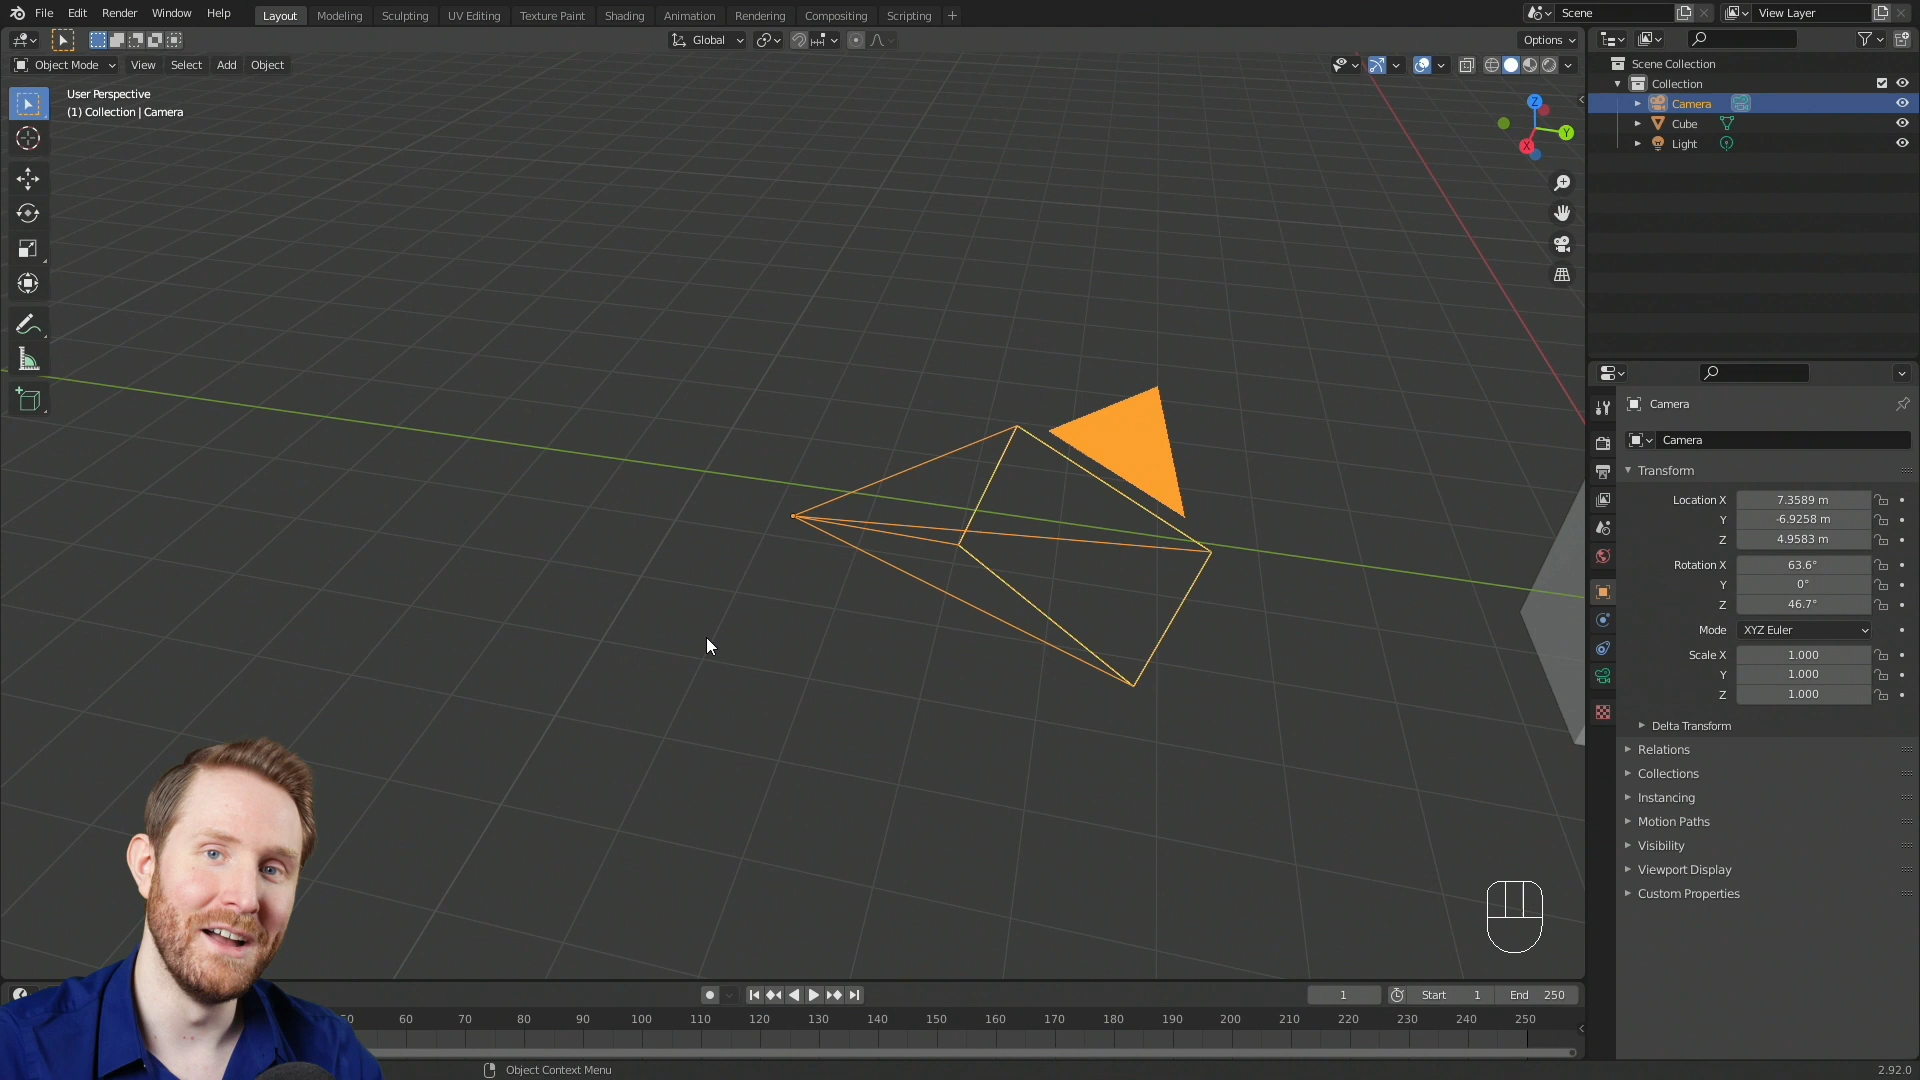 File Edit Render Window Help
Layout Modeling Sculpting UV Editing Texture Paint Shading Animation Rendering Compositing Scripting +
Scene
View Layer
Global
Options
Object Mode View Select Add Object
User Perspective
(1) Collection | Camera
Z
Y
X
Scene Collection
Collection
Camera
Cube
Light
Camera
Camera
Transform
Location X 7.3589 m
Y -6.9258 m
Z 4.9583 m
Rotation X 63.6°
Y 0°
Z 46.7°
Mode XYZ Euler
Scale X 1.000
Y 1.000
Z 1.000
Delta Transform
Relations
Collections
Instancing
Motion Paths
Visibility
Viewport Display
Custom Properties
1 Start 1 End 250
50 60 70 80 90 100 110 120 130 140 150 160 170 180 190 200 210 220 230 240 250
Object Context Menu
2.92.0